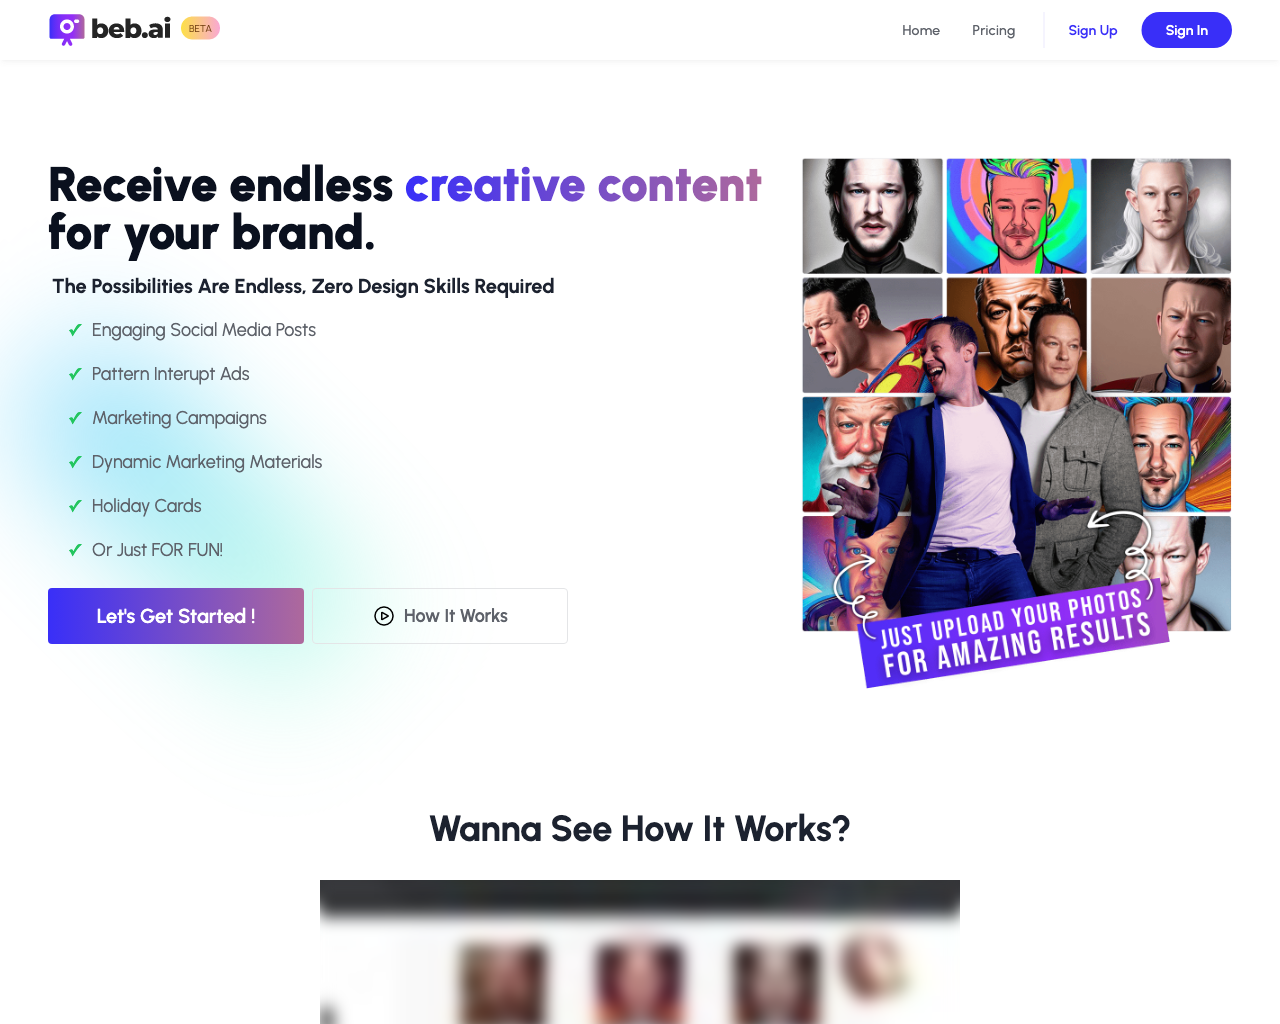 beb.ai BETA
Home Pricing Sign Up Sign In
Receive endless creative content
for your brand.
The Possibilities Are Endless, Zero Design Skills Required
✔ Engaging Social Media Posts
✔ Pattern Interupt Ads
✔ Marketing Campaigns
✔ Dynamic Marketing Materials
✔ Holiday Cards
✔ Or Just FOR FUN!
Let's Get Started !
How It Works
JUST UPLOAD YOUR PHOTOS
FOR AMAZING RESULTS
Wanna See How It Works?